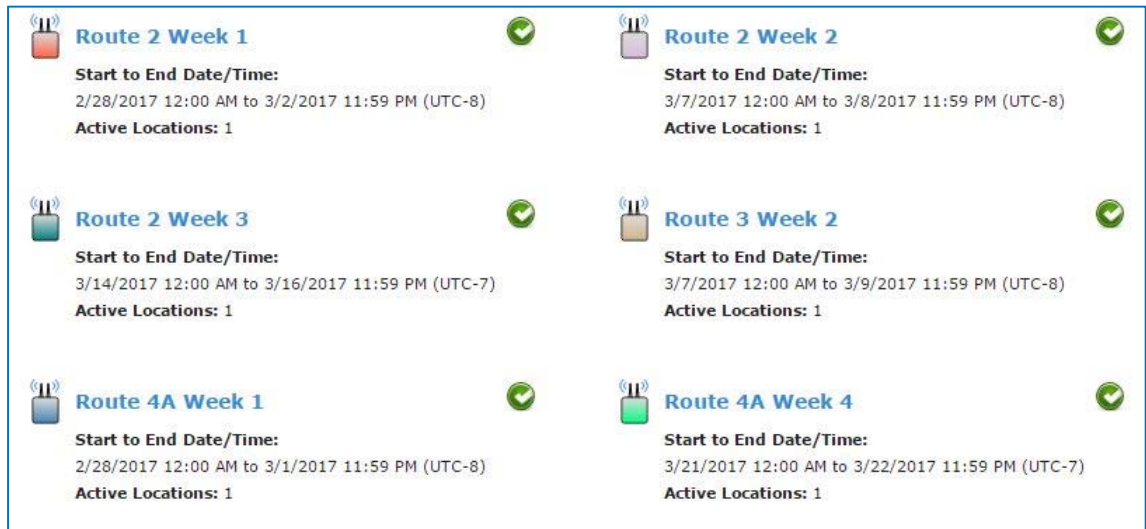 Route 2 Week 1
Start to End Date/Time:
2/28/2017 12:00 AM to 3/2/2017 11:59 PM (UTC-8)
Active Locations: 1
Route 2 Week 2
Start to End Date/Time:
3/7/2017 12:00 AM to 3/8/2017 11:59 PM (UTC-8)
Active Locations: 1
Route 2 Week 3
Start to End Date/Time:
3/14/2017 12:00 AM to 3/16/2017 11:59 PM (UTC-7)
Active Locations: 1
Route 3 Week 2
Start to End Date/Time:
3/7/2017 12:00 AM to 3/9/2017 11:59 PM (UTC-8)
Active Locations: 1
Route 4A Week 1
Start to End Date/Time:
2/28/2017 12:00 AM to 3/1/2017 11:59 PM (UTC-8)
Active Locations: 1
Route 4A Week 4
Start to End Date/Time:
3/21/2017 12:00 AM to 3/22/2017 11:59 PM (UTC-7)
Active Locations: 1